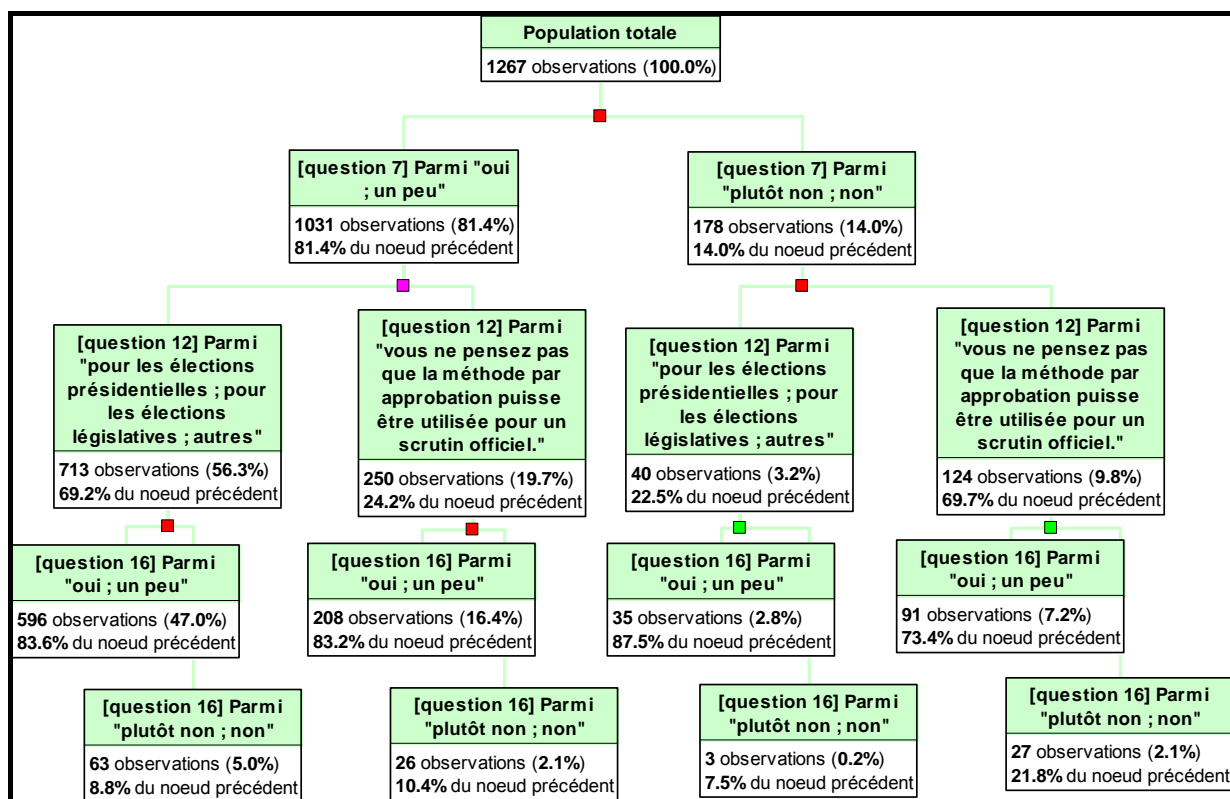 Population totale
1267 observations (100.0%)
[question 7] Parmi "oui
; un peu"
1031 observations (81.4%)
81.4% du noeud précédent
[question 7] Parmi
"plutôt non ; non"
178 observations (14.0%)
14.0% du noeud précédent
[question 12] Parmi
"pour les élections
présidentielles ; pour
les élections
législatives ; autres"
713 observations (56.3%)
69.2% du noeud précédent
[question 12] Parmi
"vous ne pensez pas
que la méthode par
approbation puisse
être utilisée pour un
scrutin officiel."
250 observations (19.7%)
24.2% du noeud précédent
[question 12] Parmi
"pour les élections
présidentielles ; pour
les élections
législatives ; autres"
40 observations (3.2%)
22.5% du noeud précédent
[question 12] Parmi
"vous ne pensez pas
que la méthode par
approbation puisse
être utilisée pour un
scrutin officiel."
124 observations (9.8%)
69.7% du noeud précédent
[question 16] Parmi
"oui ; un peu"
596 observations (47.0%)
83.6% du noeud précédent
[question 16] Parmi
"oui ; un peu"
208 observations (16.4%)
83.2% du noeud précédent
[question 16] Parmi
"oui ; un peu"
35 observations (2.8%)
87.5% du noeud précédent
[question 16] Parmi
"oui ; un peu"
91 observations (7.2%)
73.4% du noeud précédent
[question 16] Parmi
"plutôt non ; non"
63 observations (5.0%)
8.8% du noeud précédent
[question 16] Parmi
"plutôt non ; non"
26 observations (2.1%)
10.4% du noeud précédent
[question 16] Parmi
"plutôt non ; non"
3 observations (0.2%)
7.5% du noeud précédent
[question 16] Parmi
"plutôt non ; non"
27 observations (2.1%)
21.8% du noeud précédent